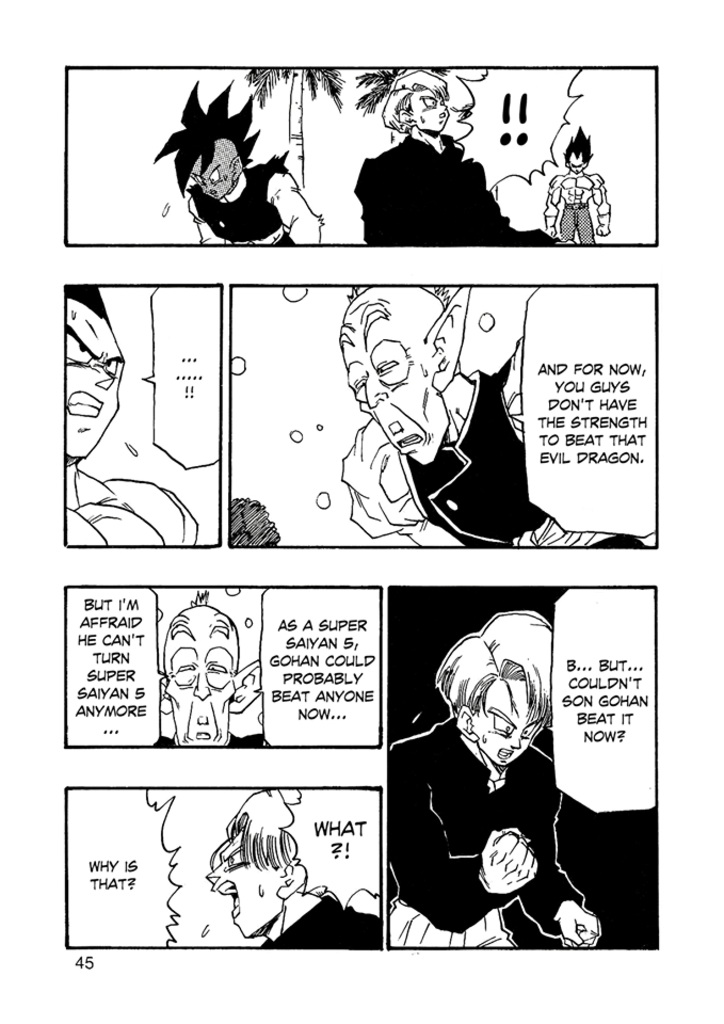 !!
AND FOR NOW,
YOU GUYS
DON'T HAVE
THE STRENGTH
TO BEAT THAT
EVIL DRAGON.
...
.....
!!
B... BUT...
COULDN'T
SON GOHAN
BEAT IT
NOW?
AS A SUPER
SAIYAN 5,
GOHAN COULD
PROBABLY
BEAT ANYONE
NOW...
BUT I'M
AFFRAID
HE CAN'T
TURN
SUPER
SAIYAN 5
ANYMORE
...
WHAT
?!
WHY IS
THAT?
45